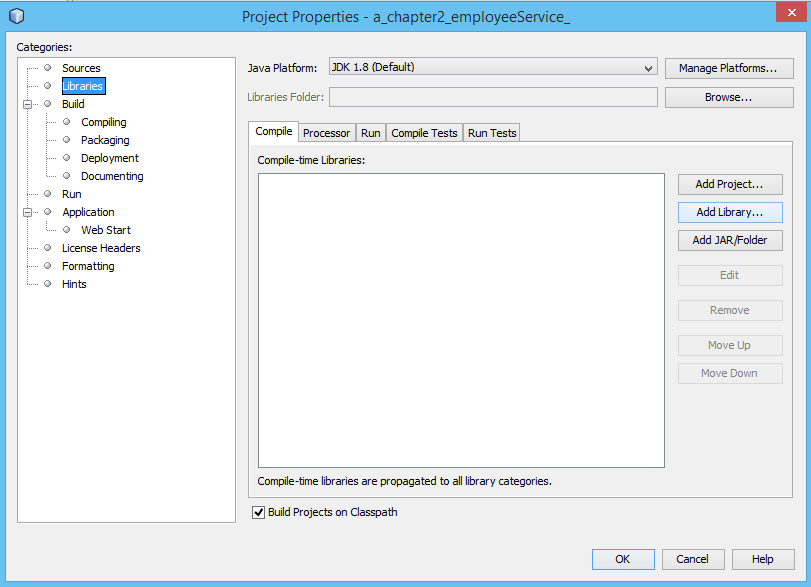 Project Properties - a_chapter2_employeeService_
Categories:
Sources
Libraries
Build
Compiling
Packaging
Deployment
Documenting
Run
Application
Web Start
License Headers
Formatting
Hints
Java Platform: JDK 1.8 (Default) Manage Platforms...
Libraries Folder: Browse...
Compile Processor Run Compile Tests Run Tests
Compile-time Libraries:
Add Project...
Add Library...
Add JAR/Folder
Edit
Remove
Move Up
Move Down
Compile-time libraries are propagated to all library categories.
Build Projects on Classpath
OK Cancel Help